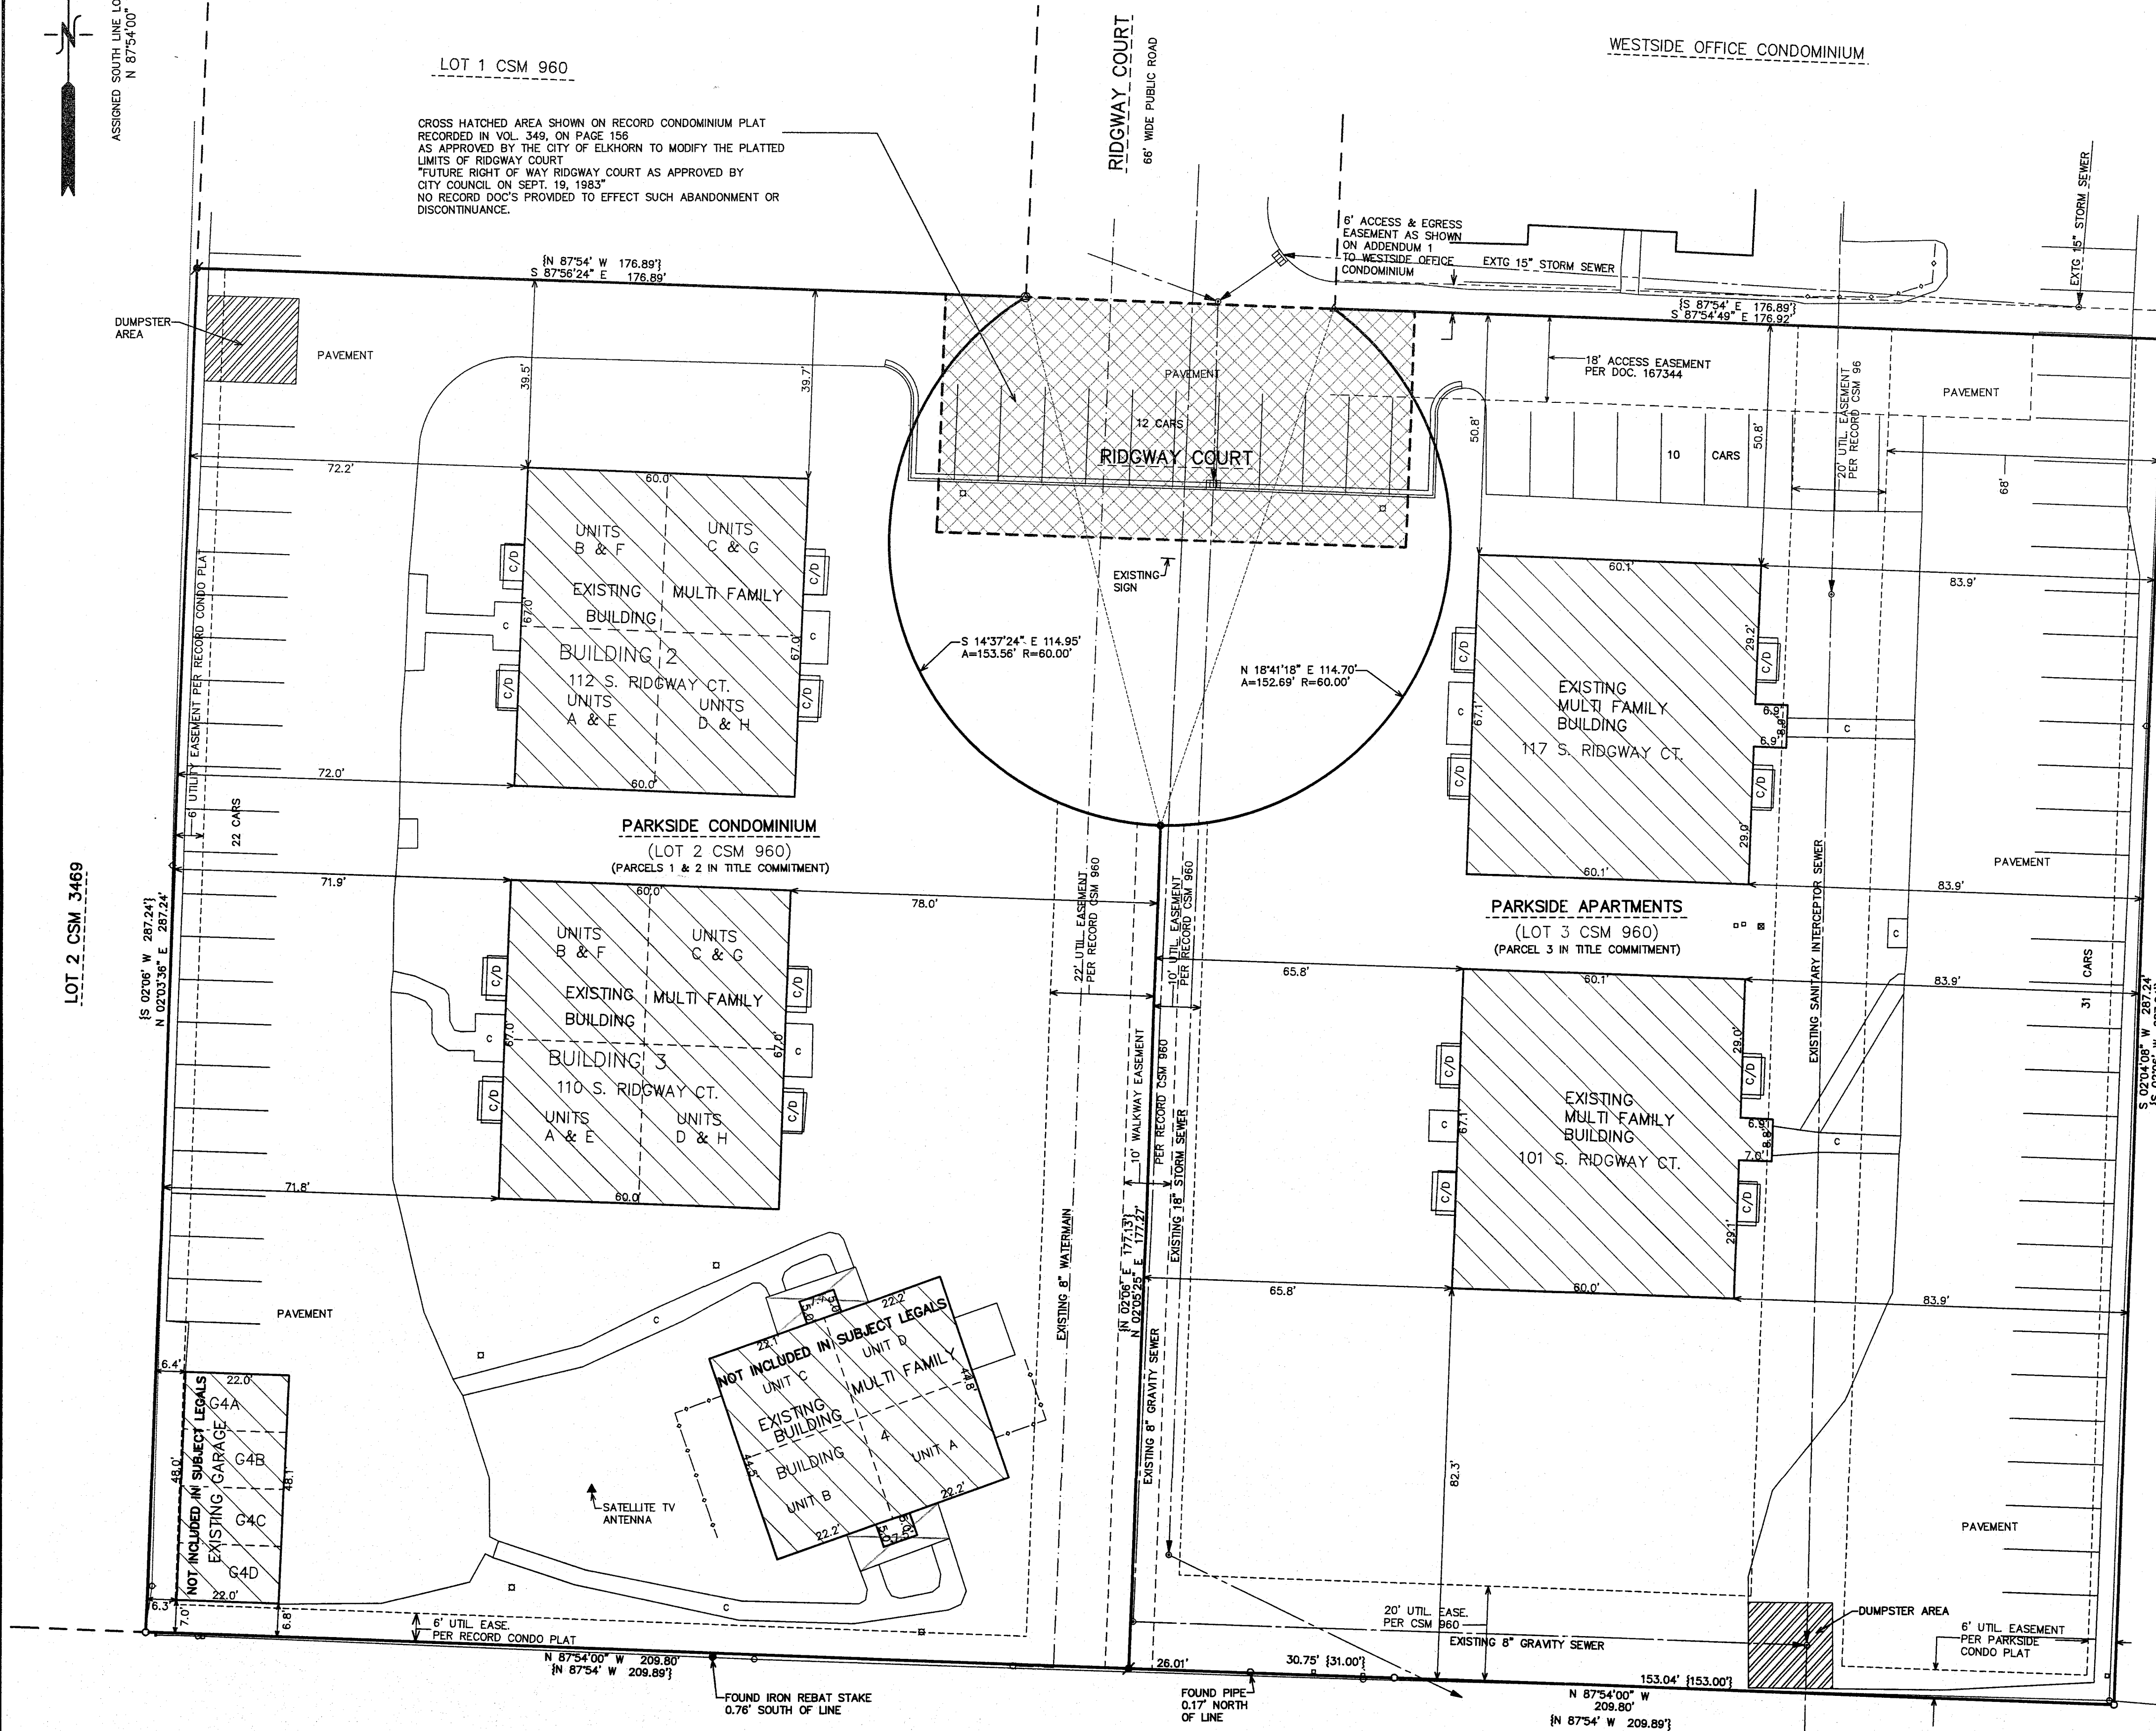 N
ASSIGNED SOUTH LINE LO
N 87°54'00"
LOT 1 CSM 960
RIDGWAY COURT
66' WIDE PUBLIC ROAD
WESTSIDE OFFICE CONDOMINIUM
CROSS HATCHED AREA SHOWN ON RECORD CONDOMINIUM PLAT
RECORDED IN VOL. 349, ON PAGE 156
AS APPROVED BY THE CITY OF ELKHORN TO MODIFY THE PLATTED
LIMITS OF RIDGWAY COURT
"FUTURE RIGHT OF WAY RIDGWAY COURT AS APPROVED BY
CITY COUNCIL ON SEPT. 19, 1983"
NO RECORD DOC'S PROVIDED TO EFFECT SUCH ABANDONMENT OR
DISCONTINUANCE.
6' ACCESS & EGRESS
EASEMENT AS SHOWN
ON ADDENDUM 1
TO WESTSIDE OFFICE
CONDOMINIUM
EXTG 15" STORM SEWER
EXTG 15" STORM SEWER
{N 87°54' W 176.89'}
S 87°56'24" E 176.89'
{S 87°54' E 176.89'}
S 87°54'49" E 176.92'
DUMPSTER
AREA
PAVEMENT
39.5'
39.7'
PAVEMENT
12 CARS
RIDGWAY COURT
18' ACCESS EASEMENT
PER DOC. 167344
50.8'
50.8'
10 CARS
20' UTIL. EASEMENT
PER RECORD CSM 96
PAVEMENT
68'
72.2'
60.0'
UNITS
B & F
UNITS
C & G
EXISTING MULTI FAMILY
BUILDING
BUILDING 2
112 S. RIDGWAY CT.
UNITS
A & E
UNITS
D & H
67.0'
67.0'
60.0'
C/D
C/D
C
C
C/D
C/D
72.0'
6' UTILITY EASEMENT PER RECORD CONDO PLAT
22 CARS
EXISTING
SIGN
S 14°37'24" E 114.95'
A=153.56' R=60.00'
N 18°41'18" E 114.70'
A=152.69' R=60.00'
60.1'
83.9'
29.2'
C/D
C/D
C
67.1'
EXISTING
MULTI FAMILY
BUILDING
117 S. RIDGWAY CT.
6.9'
8.9'
6.9'
C
C/D
C/D
29.0'
60.1'
83.9'
PARKSIDE CONDOMINIUM
(LOT 2 CSM 960)
(PARCELS 1 & 2 IN TITLE COMMITMENT)
LOT 2 CSM 3469
{S 02°06' W 287.24'}
N 02°03'36" E 287.24'
71.9'
60.0'
78.0'
22' UTIL. EASEMENT
PER RECORD CSM 960
10' UTIL. EASEMENT
PER RECORD CSM 960
PARKSIDE APARTMENTS
(LOT 3 CSM 960)
(PARCEL 3 IN TITLE COMMITMENT)
EXISTING SANITARY INTERCEPTOR SEWER
PAVEMENT
C
31 CARS
S 02°04'08" W 287.24'
UNITS
B & F
UNITS
C & G
EXISTING MULTI FAMILY
BUILDING
BUILDING 3
110 S. RIDGWAY CT.
UNITS
A & E
UNITS
D & H
67.0'
67.0'
60.0'
C/D
C/D
C
C
C/D
C/D
71.8'
65.8'
60.1'
83.9'
29.0'
C/D
C/D
C
67.1'
EXISTING
MULTI FAMILY
BUILDING
101 S. RIDGWAY CT.
6.9'
8.8'
7.0'
C
C/D
C/D
29.1'
60.0'
65.8'
83.9'
82.3'
10' WALKWAY EASEMENT
PER RECORD CSM 960
EXISTING 18" STORM SEWER
EXISTING 8" WATERMAIN
{N 02°06' E 177.13'}
N 02°05'25" E 177.27'
EXISTING 8" GRAVITY SEWER
PAVEMENT
C
NOT INCLUDED IN SUBJECT LEGALS
22.1'
5.0'
5.0'
22.2'
UNIT C
UNIT D
EXISTING MULTI FAMILY
BUILDING
BUILDING 4
UNIT B
UNIT A
44.5'
44.8'
22.2'
5.0'
5.0'
22.2'
SATELLITE TV
ANTENNA
C
6.4'
22.0'
NOT INCLUDED IN SUBJECT LEGALS
EXISTING GARAGE
G4A
G4B
G4C
G4D
48.0'
48.1'
22.0'
6.3'
7.0'
6.8'
6' UTIL. EASE.
PER RECORD CONDO PLAT
N 87°54'00" W 209.80'
{N 87°54' W 209.89'}
FOUND IRON REBAT STAKE
0.76' SOUTH OF LINE
26.01'
30.75' {31.00'}
FOUND PIPE
0.17' NORTH
OF LINE
20' UTIL. EASE.
PER CSM 960
EXISTING 8" GRAVITY SEWER
153.04' {153.00'}
N 87°54'00" W
209.80'
{N 87°54' W 209.89'}
PAVEMENT
DUMPSTER AREA
6' UTIL. EASEMENT
PER PARKSIDE
CONDO PLAT